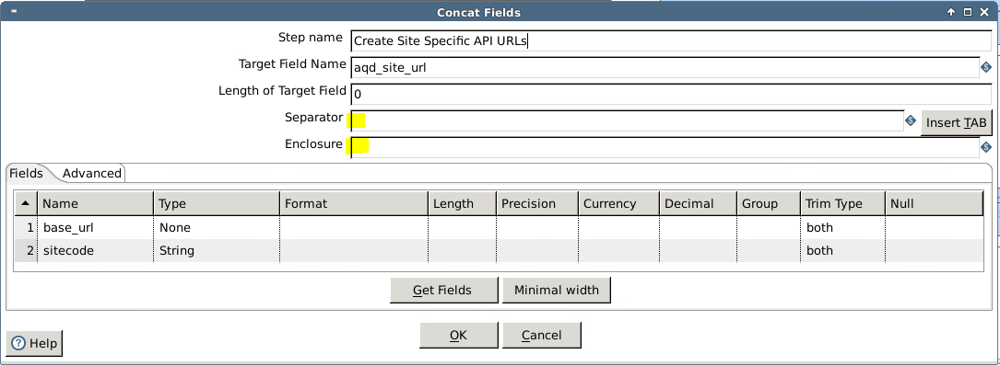 Concat Fields
Step name Create Site Specific API URLs
Target Field Name aqd_site_url
Length of Target Field 0
Separator Insert TAB
Enclosure
Fields Advanced
Name Type Format Length Precision Currency Decimal Group Trim Type Null
1 base_url None both
2 sitecode String both
Get Fields Minimal width
OK Cancel
? Help